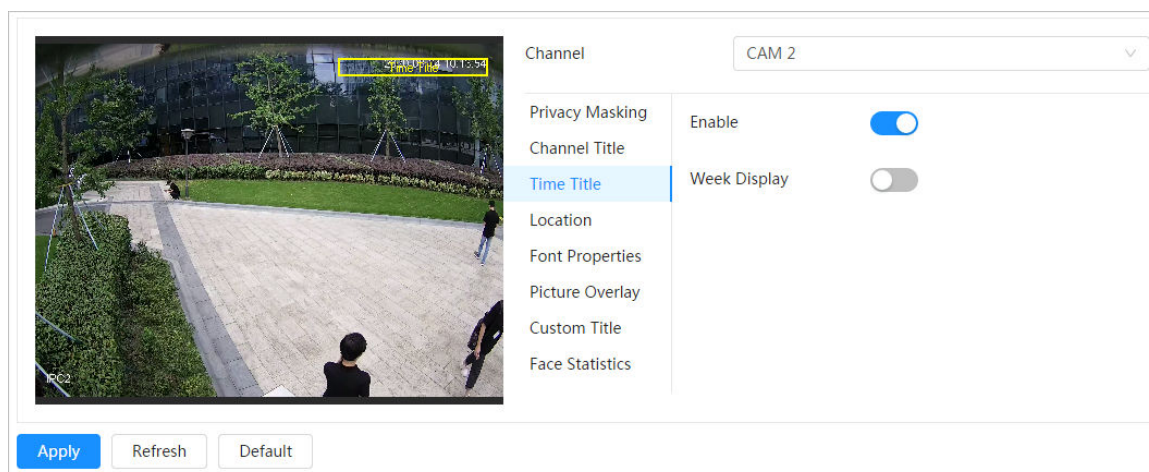 Channel
CAM 2
Time Title
Privacy Masking
Channel Title
Time Title
Location
Font Properties
Picture Overlay
Custom Title
Face Statistics
Enable
Week Display
IPC2
Apply
Refresh
Default